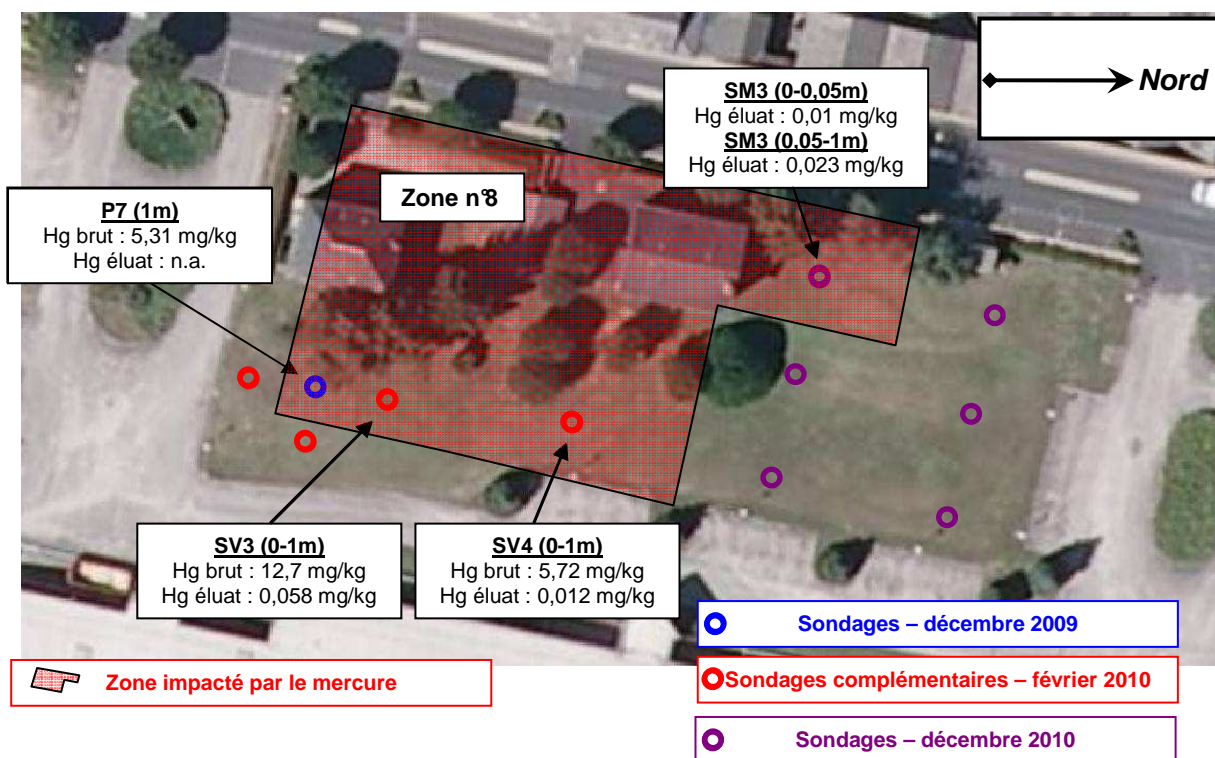 Nord
SM3 (0-0,05m)
Hg éluat : 0,01 mg/kg
SM3 (0,05-1m)
Hg éluat : 0,023 mg/kg
Zone n°8
P7 (1m)
Hg brut : 5,31 mg/kg
Hg éluat : n.a.
SV3 (0-1m)
Hg brut : 12,7 mg/kg
Hg éluat : 0,058 mg/kg
SV4 (0-1m)
Hg brut : 5,72 mg/kg
Hg éluat : 0,012 mg/kg
Sondages – décembre 2009
Zone impacté par le mercure
Sondages complémentaires – février 2010
Sondages – décembre 2010